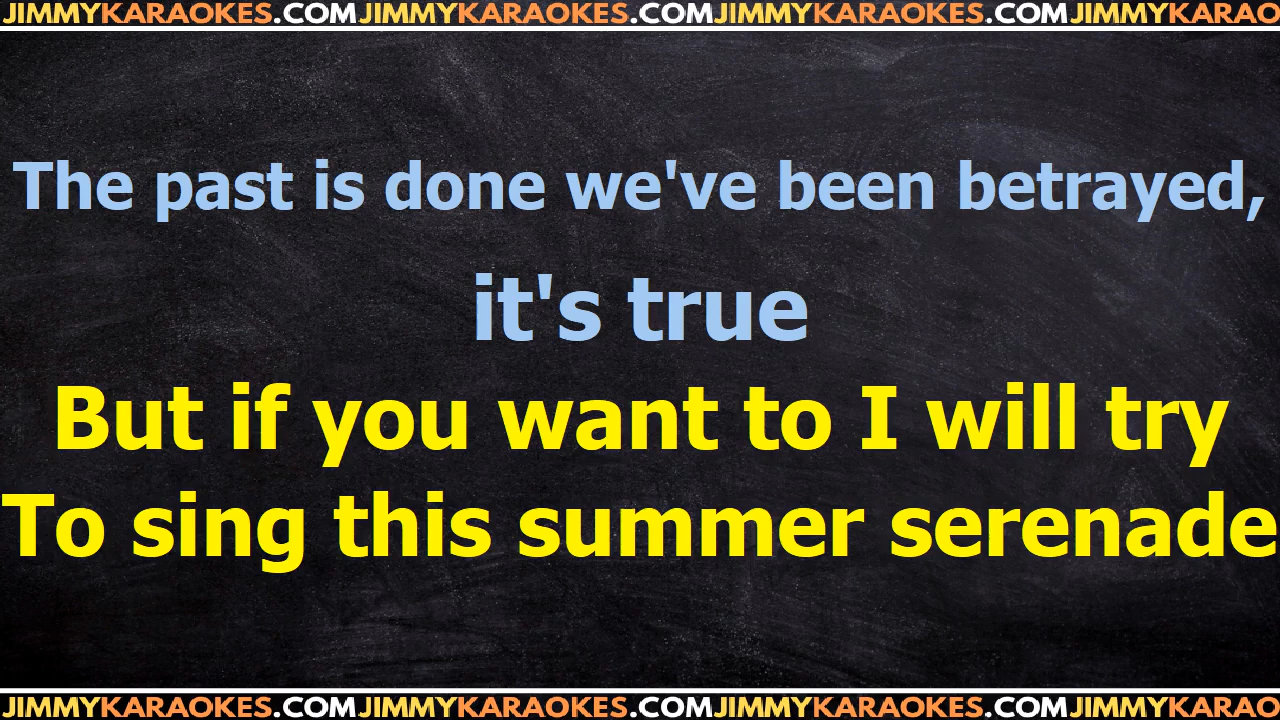 JIMMYKARAOKES.COMJIMMYKARAOKES.COMJIMMYKARAOKES.COMJIMMYKARAO
The past is done we've been betrayed,
it's true
But if you want to I will try
To sing this summer serenade
JIMMYKARAOKES.COMJIMMYKARAOKES.COMJIMMYKARAOKES.COMJIMMYKARAO